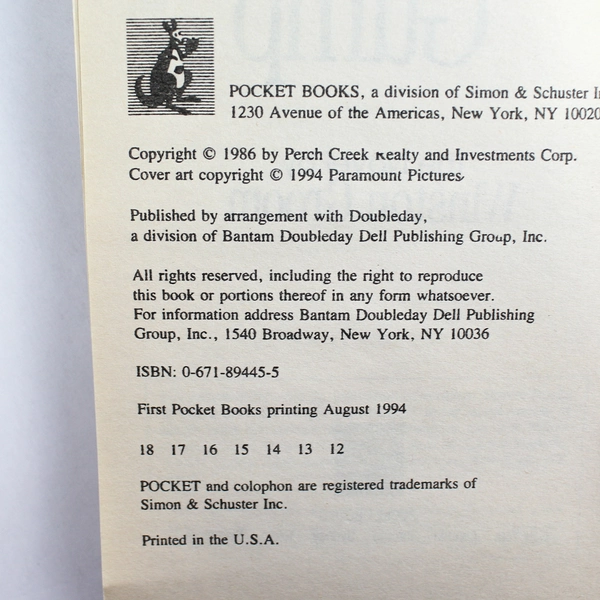 POCKET BOOKS, a division of Simon & Schuster
1230 Avenue of the Americas, New York, NY 10020
Copyright © 1986 by Perch Creek Realty and Investments Corp.
Cover art copyright © 1994 Paramount Pictures
Published by arrangement with Doubleday,
a division of Bantam Doubleday Dell Publishing Group, Inc.
All rights reserved, including the right to reproduce
this book or portions thereof in any form whatsoever.
For information address Bantam Doubleday Dell Publishing
Group, Inc., 1540 Broadway, New York, NY 10036
ISBN: 0-671-89445-5
First Pocket Books printing August 1994
18 17 16 15 14 13 12
POCKET and colophon are registered trademarks of
Simon & Schuster Inc.
Printed in the U.S.A.